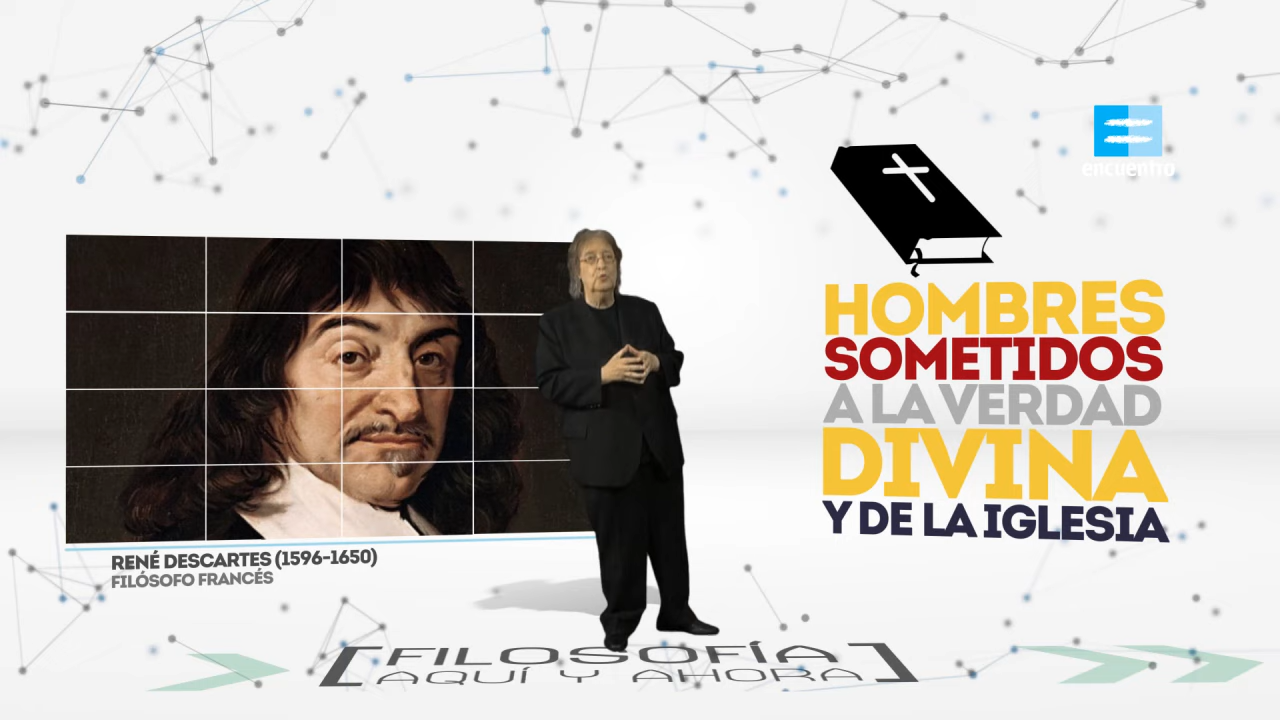 encuentro
HOMBRES
SOMETIDOS
A LA VERDAD
DIVINA
Y DE LA IGLESIA
RENÉ DESCARTES (1596-1650)
FILÓSOFO FRANCÉS
[FILOSOFÍA
AQUÍ Y AHORA]